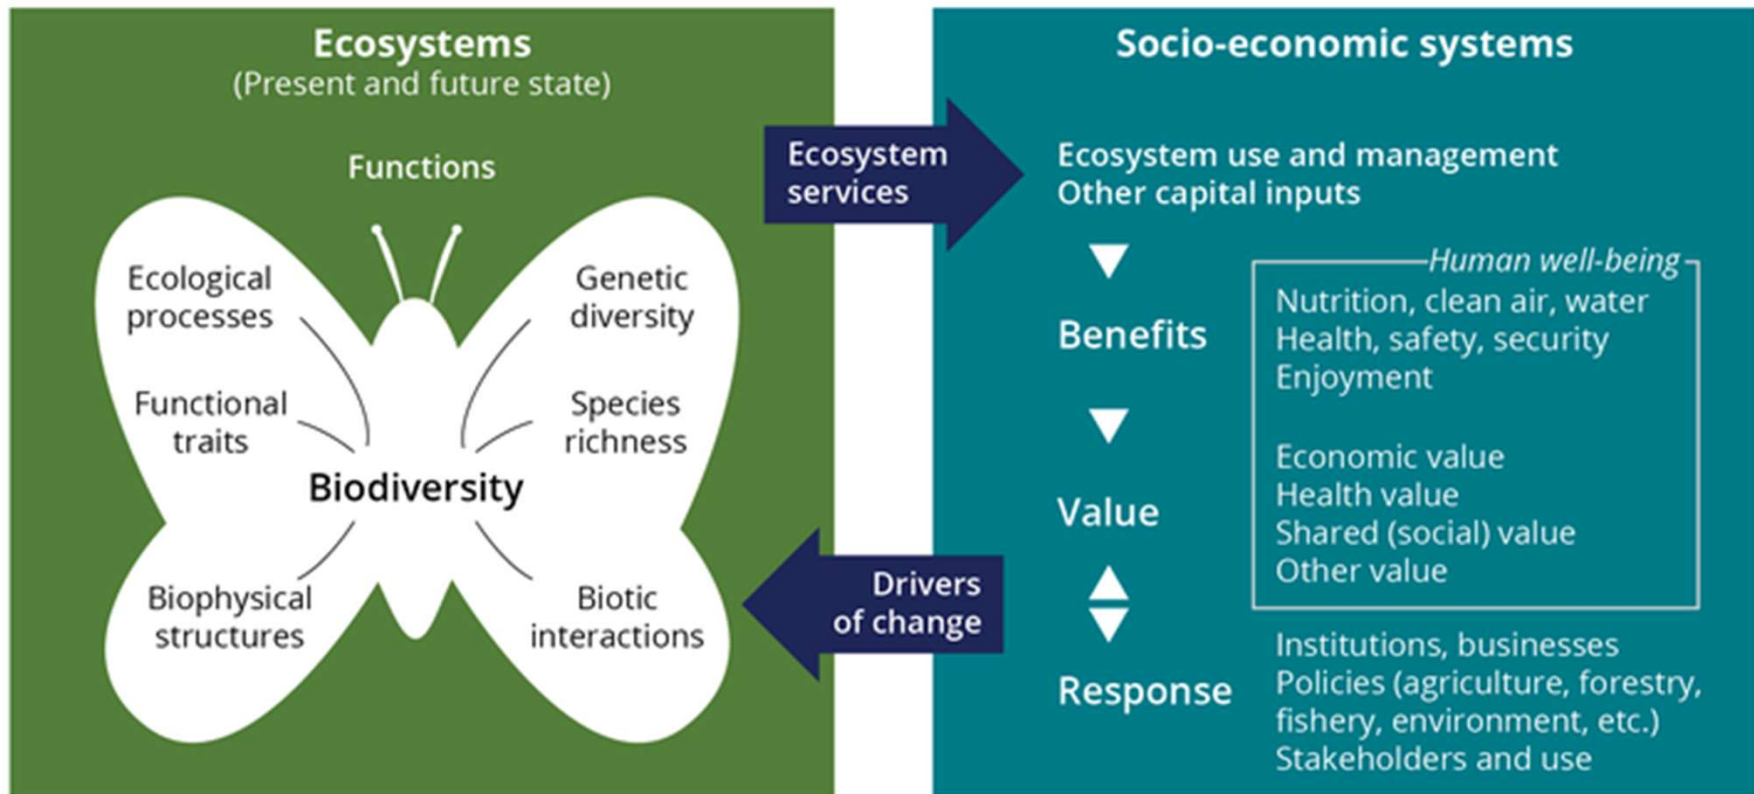 Ecosystems
(Present and future state)
Functions
Ecological
processes
Genetic
diversity
Functional
traits
Species
richness
Biodiversity
Biophysical
structures
Biotic
interactions
Ecosystem
services
Drivers
of change
Socio-economic systems
Ecosystem use and management
Other capital inputs
Human well-being
Benefits
Nutrition, clean air, water
Health, safety, security
Enjoyment
Value
Economic value
Health value
Shared (social) value
Other value
Response
Institutions, businesses
Policies (agriculture, forestry,
fishery, environment, etc.)
Stakeholders and use